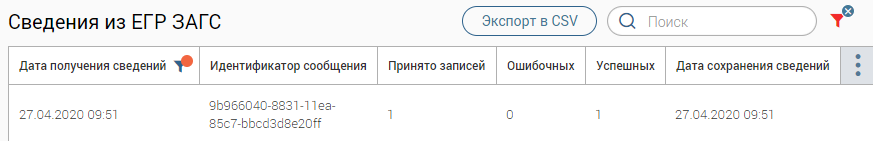 Сведения из ЕГР ЗАГС
Экспорт в CSV
Поиск
Дата получения сведений Идентификатор сообщения Принято записей Ошибочных Успешных Дата сохранения сведений
27.04.2020 09:51 9b966040-8831-11ea- 1 0 1 27.04.2020 09:51
85c7-bbcd3d8e20ff